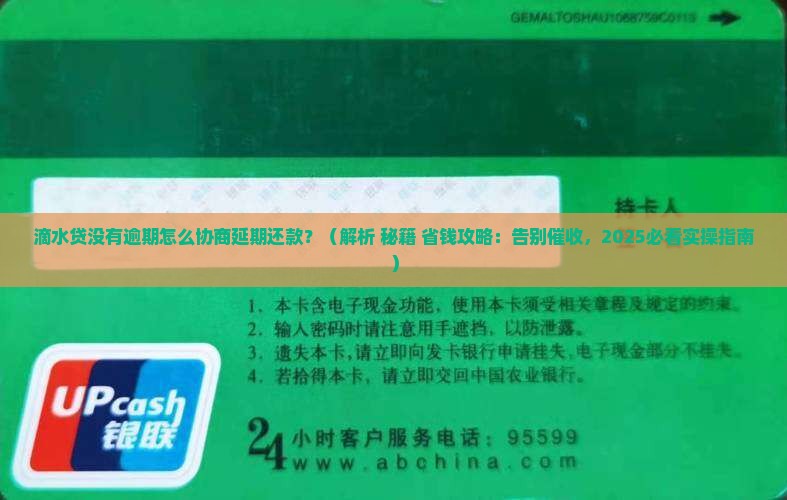 GEMALTOSHAU1068759C0119
持卡人
滴水贷没有逾期怎么协商延期还款？（解析 秘籍 省钱攻略：告别催收，2025必看实操指南
）
1. 本卡含电子现金功能，使用本卡须受相关章程及规定的约束。
2. 输入密码时请注意用手遮挡，以防泄露。
3. 遗失本卡，请立即向发卡银行申请挂失，电子现金部分不挂失。
4. 若拾得本卡，请立即交回中国农业银行。
UPcash
银联
24小时客户服务电话：95599
www.abchina.com